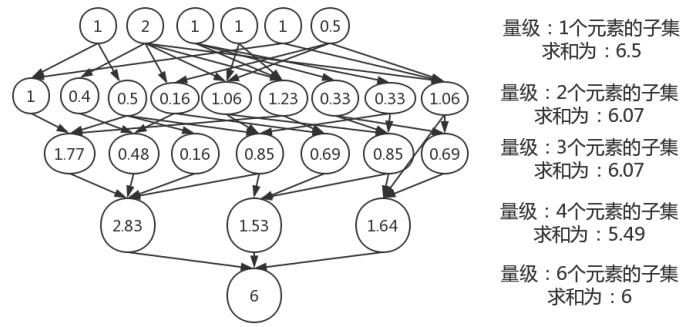 1 2 1 1 1 0.5
量级：1个元素的子集
求和为：6.5
1 0.4 0.5 0.16 1.06 1.23 0.33 0.33 1.06
量级：2个元素的子集
求和为：6.07
1.77 0.48 0.16 0.85 0.69 0.85 0.69
量级：3个元素的子集
求和为：6.07
2.83 1.53 1.64
量级：4个元素的子集
求和为：5.49
6
量级：6个元素的子集
求和为：6